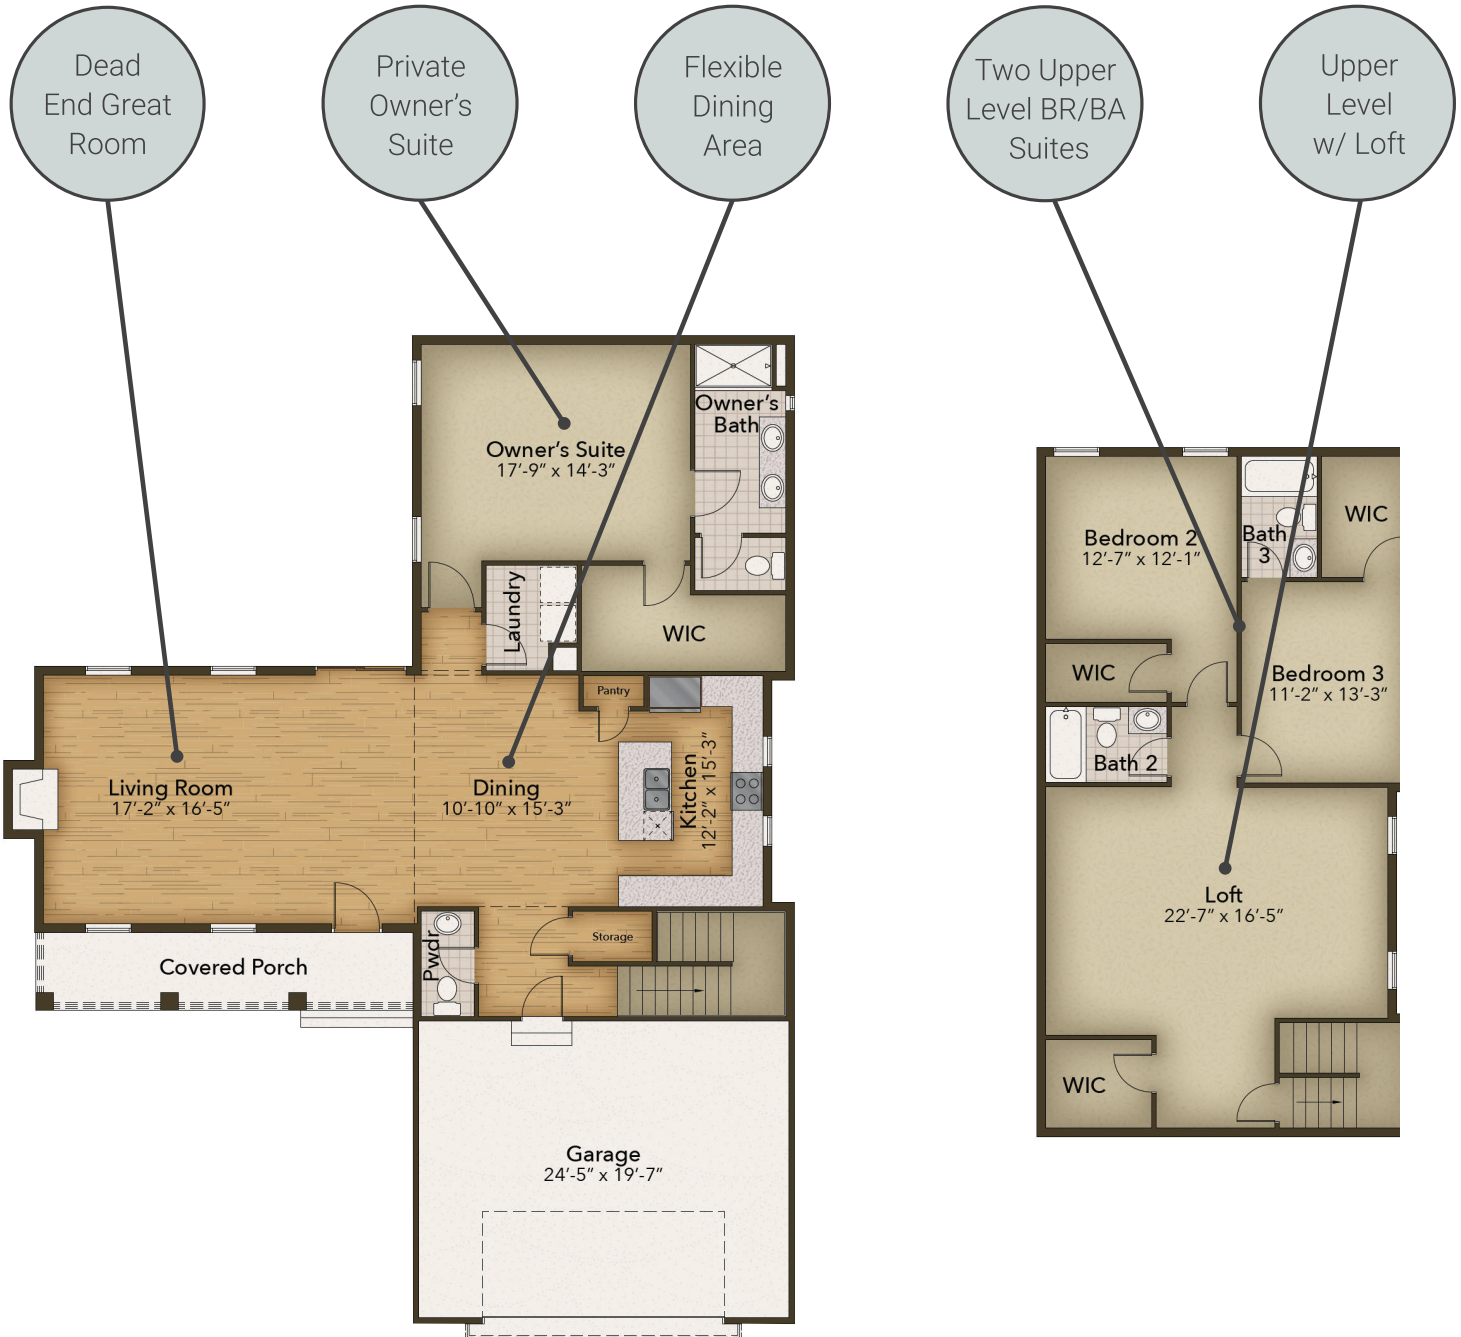 Dead
End Great
Room
Private
Owner’s
Suite
Flexible
Dining
Area
Two Upper
Level BR/BA
Suites
Upper
Level
w/ Loft
Owner’s
Bath
Owner’s Suite
17’-9” x 14’-3”
Laundry
WIC
Pantry
Living Room
17’-2” x 16’-5”
Dining
10’-10” x 15’-3”
Kitchen
12’-2” x 15’-3”
Pwdr
Storage
Covered Porch
Garage
24’-5” x 19’-7”
Bedroom 2
12’-7” x 12’-1”
Bath
3
WIC
WIC
Bedroom 3
11’-2” x 13’-3”
Bath 2
Loft
22’-7” x 16’-5”
WIC